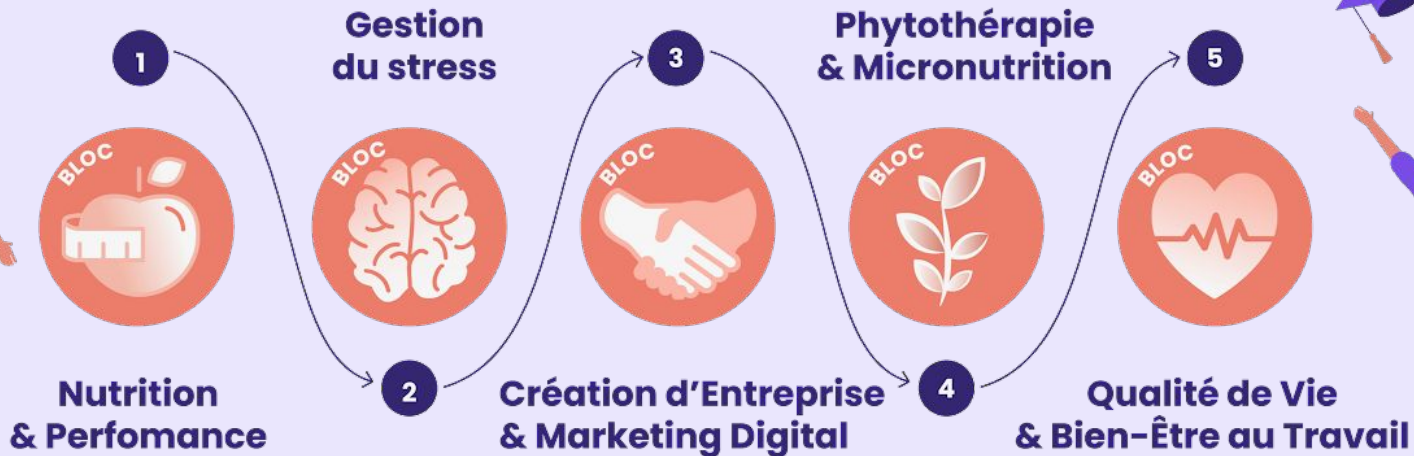 1
BLOC
Nutrition
& Perfomance
Gestion
du stress
BLOC
2
3
BLOC
Création d'Entreprise
& Marketing Digital
Phytothérapie
& Micronutrition
BLOC
4
5
BLOC
Qualité de Vie
& Bien-Être au Travail